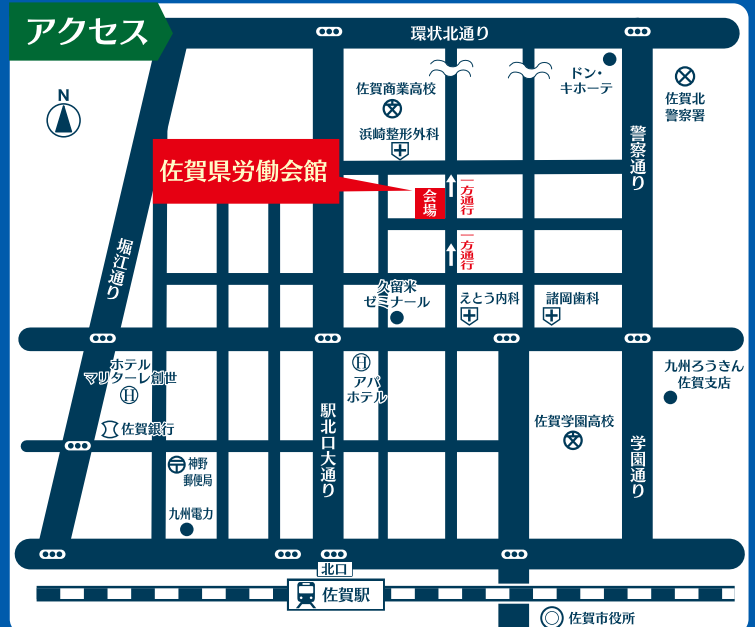 アクセス
環状北通り
ドン・
キホーテ
佐賀北
警察署
N
佐賀商業高校
浜崎整形外科
警察通り
佐賀県労働会館
会場
一方通行
一方通行
堀江通り
久留米
ゼミナール
えとう内科
諸岡歯科
ホテル
マリターレ創世
H
H
アパ
ホテル
九州ろうきん
佐賀支店
佐賀銀行
駅北口大通り
佐賀学園高校
学園通り
神野
郵便局
九州電力
北口
佐賀駅
佐賀市役所